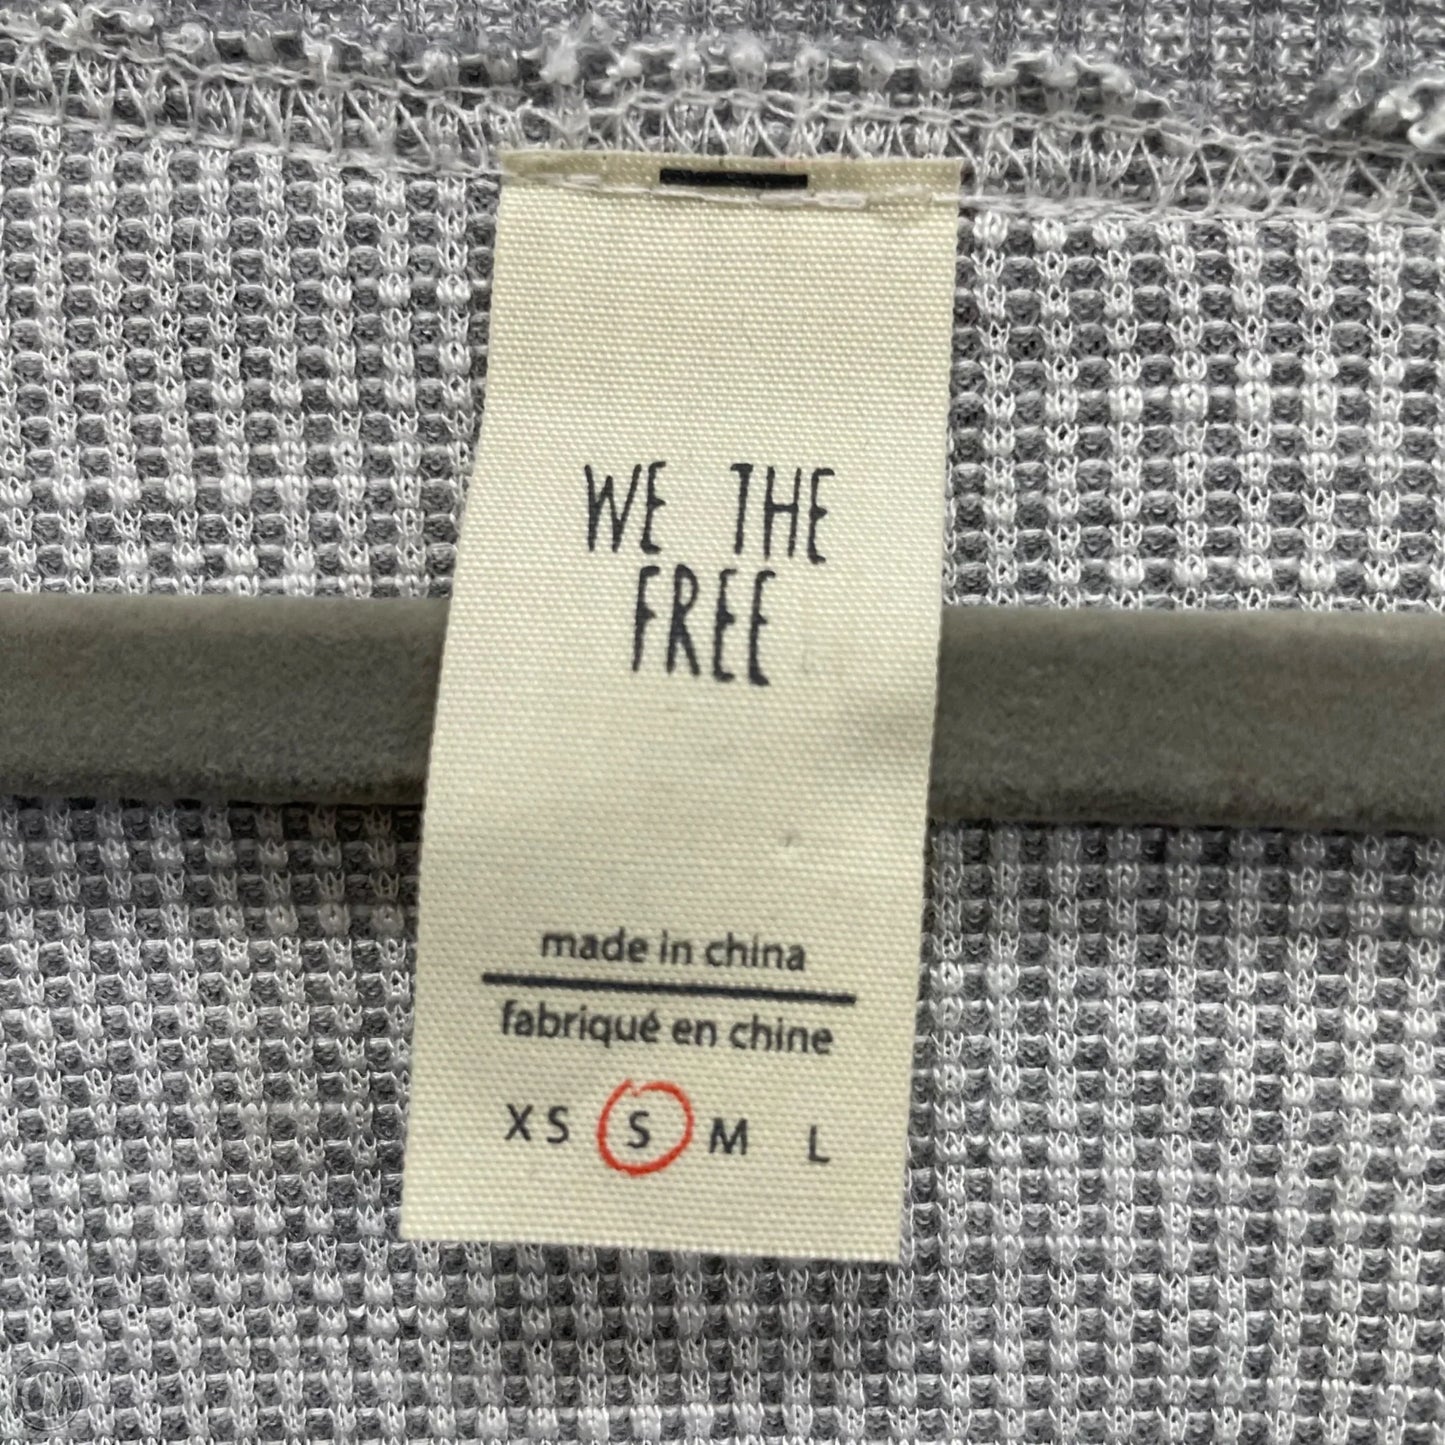 WE THE
FREE
made in china
fabriqué en chine
XS S M L